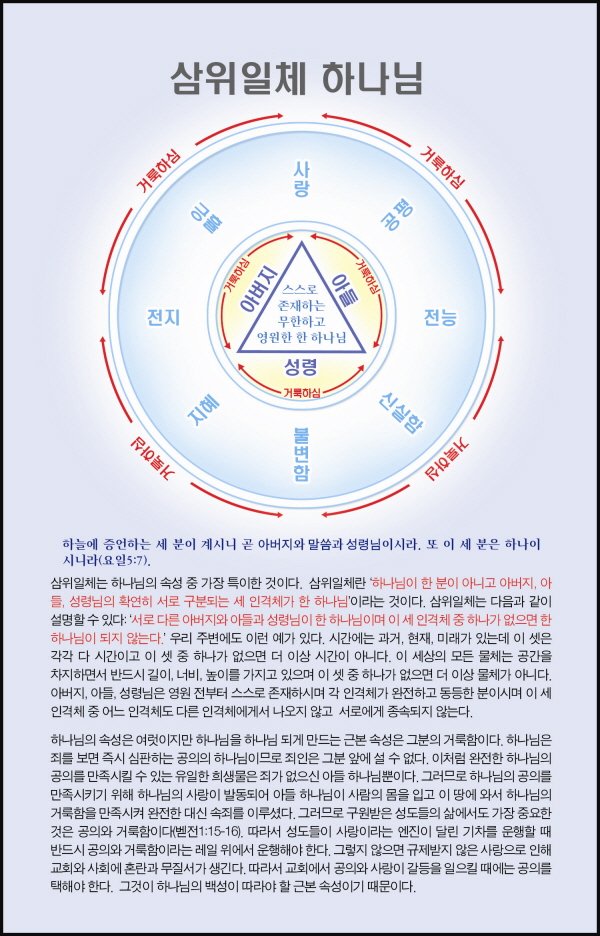 삼위일체 하나님
거룩하심
거룩하심
사랑
긍휼
공평
거룩하심
거룩하심
아버지
아들
스스로
존재하는
무한하고
영원한 한 하나님
전지
전능
성령
거룩하심
지혜
신실함
불변함
거룩하심
거룩하심
하늘에 증언하는 세 분이 계시니 곧 아버지와 말씀과 성령님이시라. 또 이 세 분은 하나이
시니라(요일5:7).
삼위일체는 하나님의 속성 중 가장 특이한 것이다. 삼위일체란 ‘하나님이 한 분이 아니고 아버지, 아
들, 성령님의 확연히 서로 구분되는 세 인격체가 한 하나님’이라는 것이다. 삼위일체는 다음과 같이
설명할 수 있다: ‘서로 다른 아버지와 아들과 성령님이 한 하나님이며 이 세 인격체 중 하나가 없으면 한
하나님이 되지 않는다.’ 우리 주변에도 이런 예가 있다. 시간에는 과거, 현재, 미래가 있는데 이 셋은
각각 다 시간이고 이 셋 중 하나가 없으면 더 이상 시간이 아니다. 이 세상의 모든 물체는 공간을
차지하면서 반드시 길이, 너비, 높이를 가지고 있으며 이 셋 중 하나가 없으면 더 이상 물체가 아니다.
아버지, 아들, 성령님은 영원 전부터 스스로 존재하시며 각 인격체가 완전하고 동등한 분이시며 이 세
인격체 중 어느 인격체도 다른 인격체에게서 나오지 않고 서로에게 종속되지 않는다.
하나님의 속성은 여럿이지만 하나님을 하나님 되게 만드는 근본 속성은 그분의 거룩함이다. 하나님은
죄를 보면 즉시 심판하는 공의의 하나님이므로 죄인은 그분 앞에 설 수 없다. 이처럼 완전한 하나님의
공의를 만족시킬 수 있는 유일한 희생물은 죄가 없으신 아들 하나님뿐이다. 그러므로 하나님의 공의를
만족시키기 위해 하나님의 사랑이 발동되어 아들 하나님이 사람의 몸을 입고 이 땅에 와서 하나님의
거룩함을 만족시켜 완전한 대신 속죄를 이루셨다. 그러므로 구원받은 성도들의 삶에서도 가장 중요한
것은 공의와 거룩함이다(벧전1:15-16). 따라서 성도들이 사랑이라는 엔진이 달린 기차를 운행할 때
반드시 공의와 거룩함이라는 레일 위에서 운행해야 한다. 그렇지 않으면 규제받지 않은 사랑으로 인해
교회와 사회에 혼란과 무질서가 생긴다. 따라서 교회에서 공의와 사랑이 갈등을 일으킬 때에는 공의를
택해야 한다. 그것이 하나님의 백성이 따라야 할 근본 속성이기 때문이다.